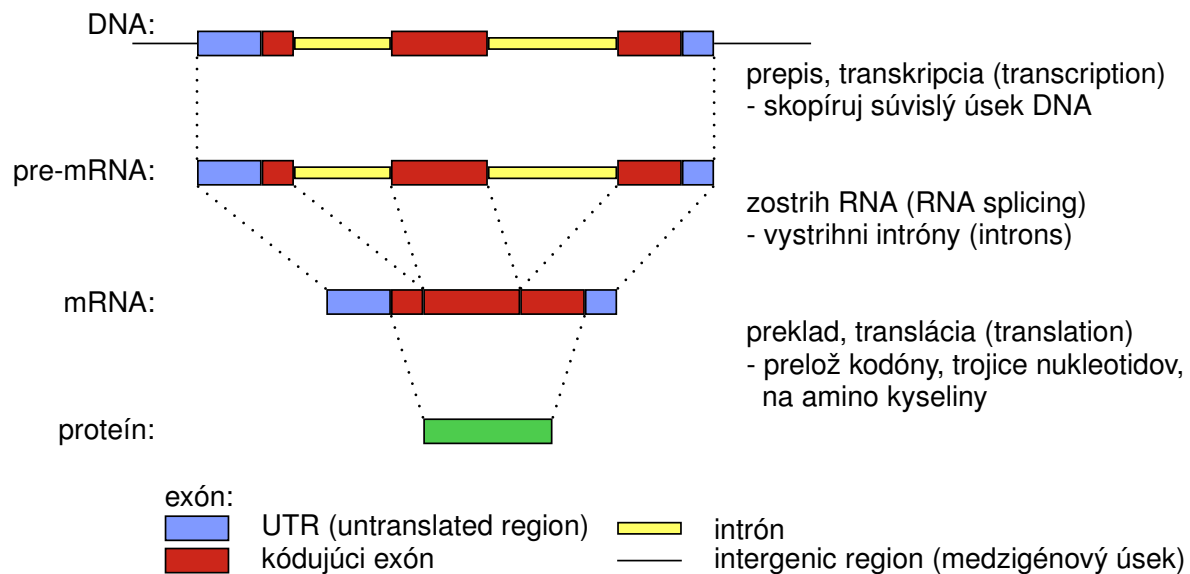 DNA:
prepis, transkripcia (transcription)
- skopíruj súvislý úsek DNA
pre-mRNA:
zostrih RNA (RNA splicing)
- vystrihni intróny (introns)
mRNA:
preklad, translácia (translation)
- prelož kodóny, trojice nukleotidov,
na amino kyseliny
proteín:
exón:
UTR (untranslated region)
kódujúci exón
intrón
intergenic region (medzigénový úsek)